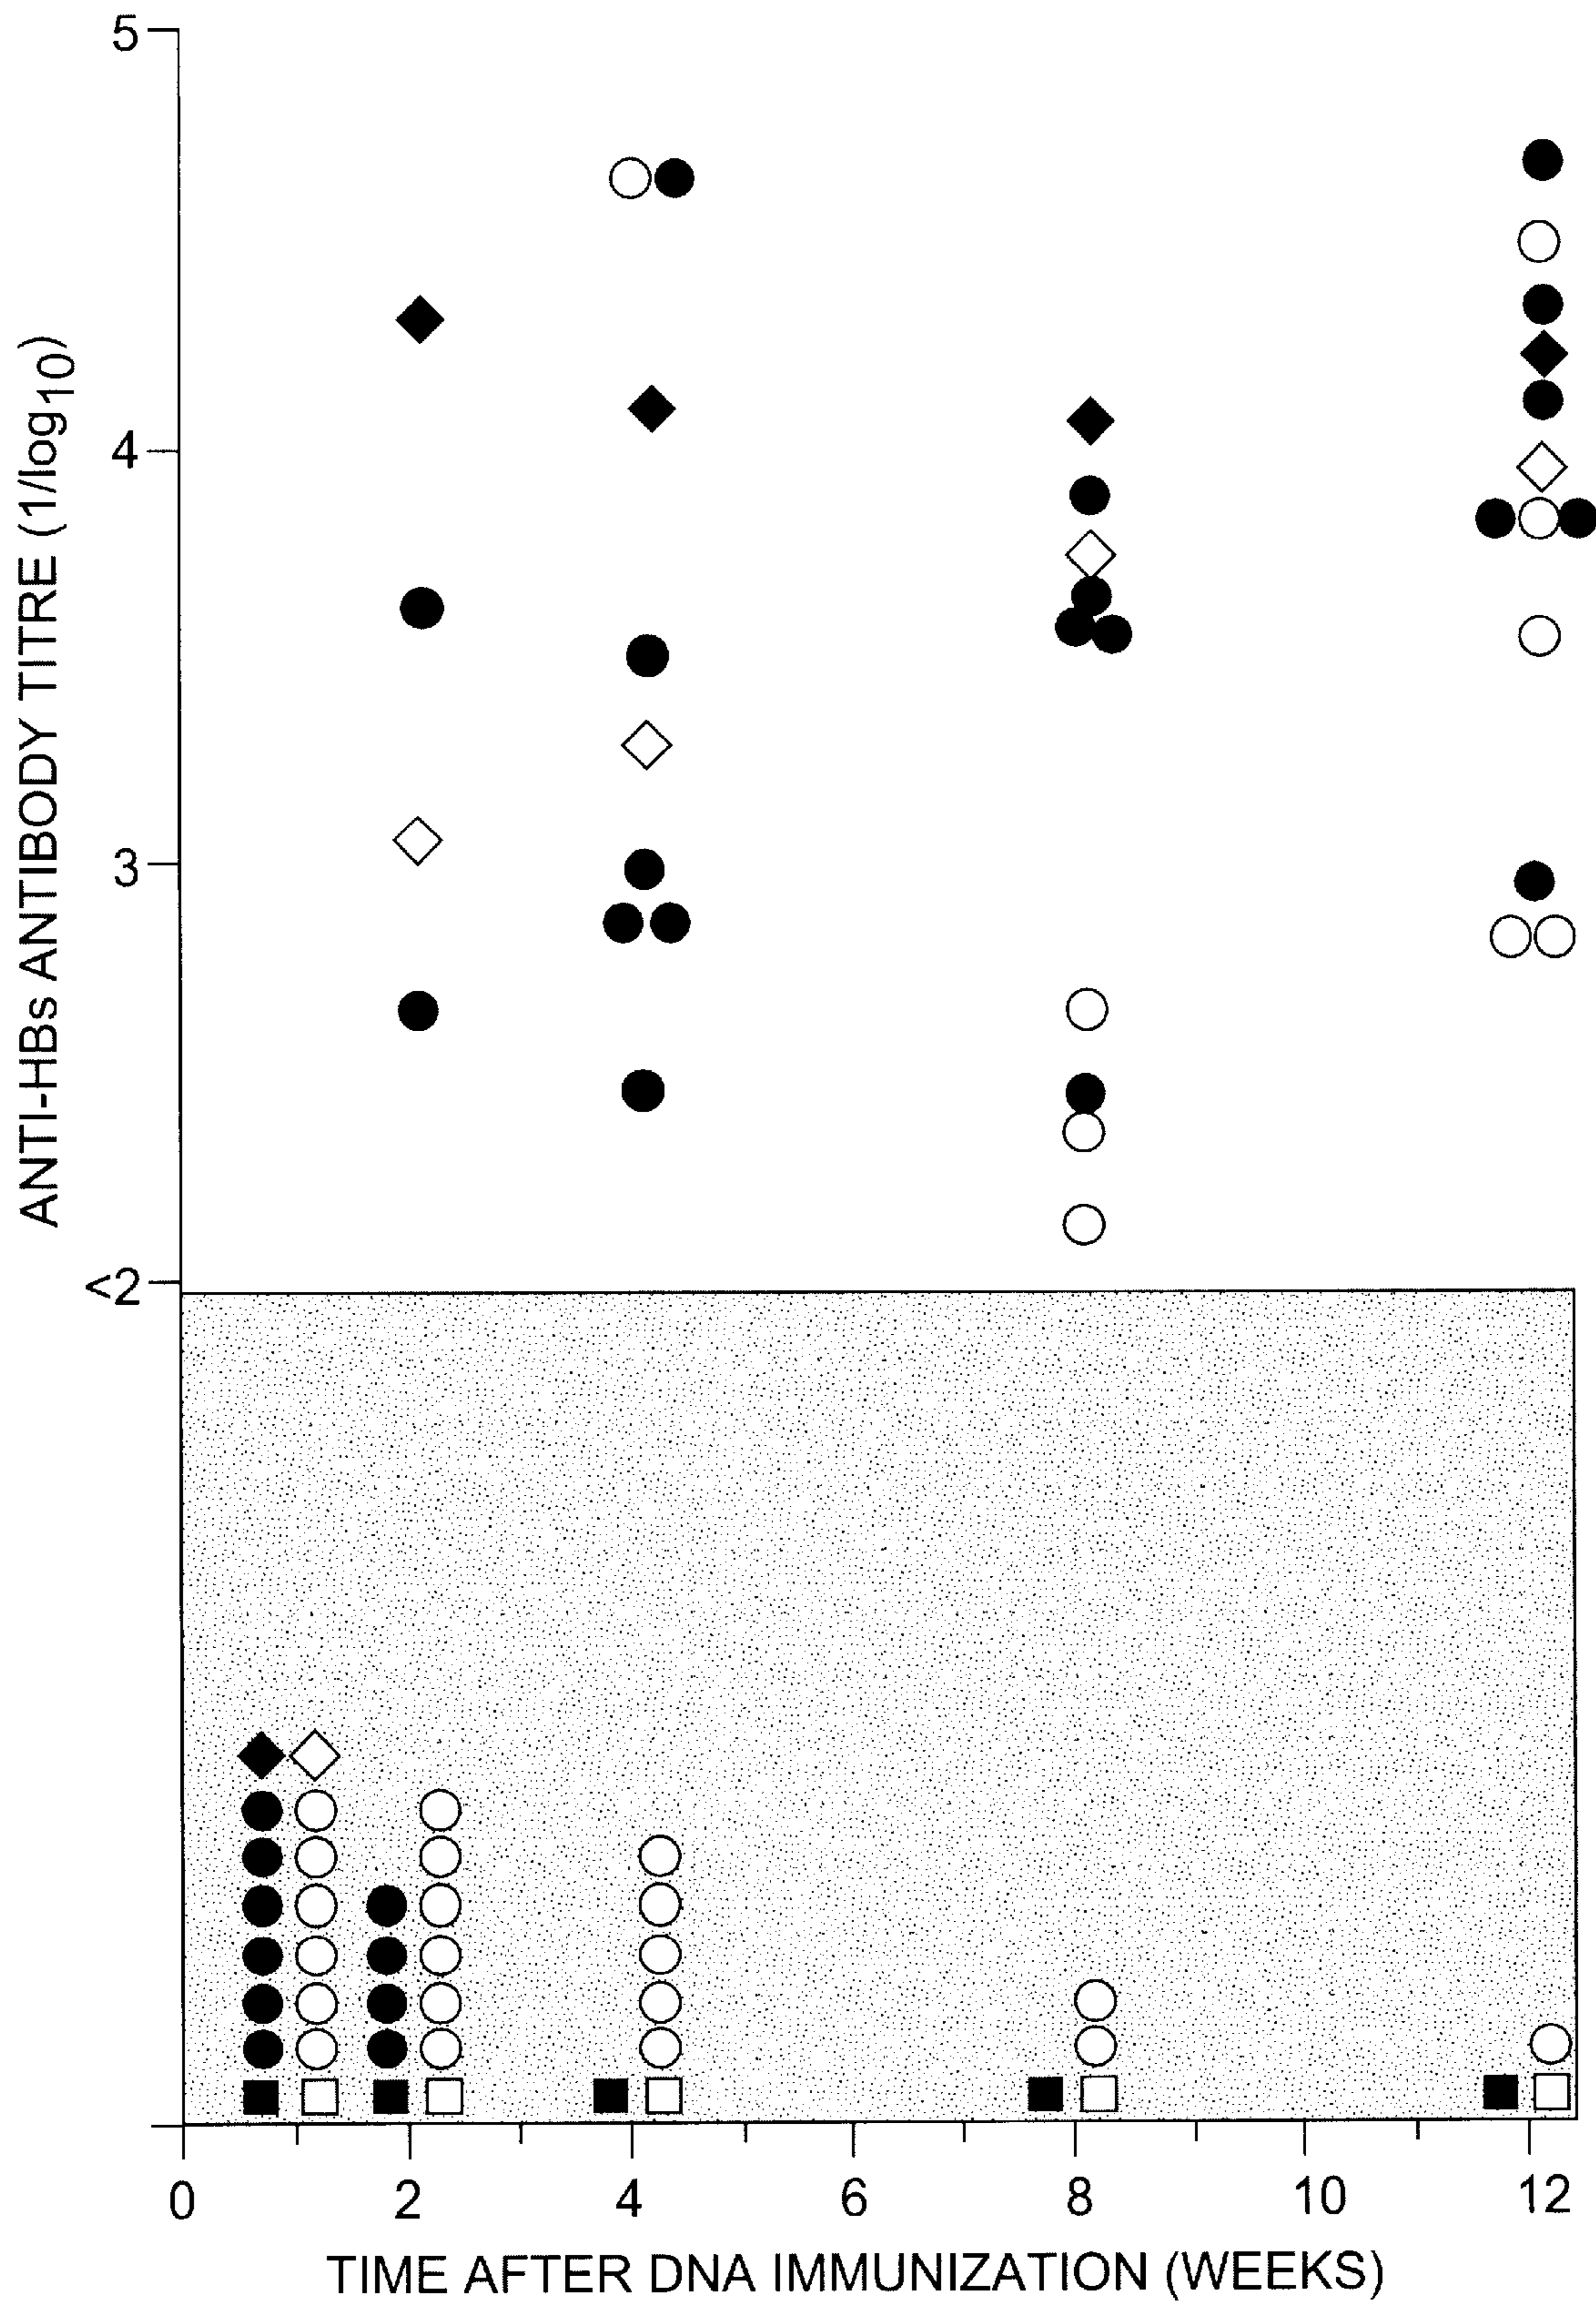 5
4
3
<2
ANTI-HBs ANTIBODY TITRE (1/log10)
0 2 4 6 8 10 12
TIME AFTER DNA IMMUNIZATION (WEEKS)